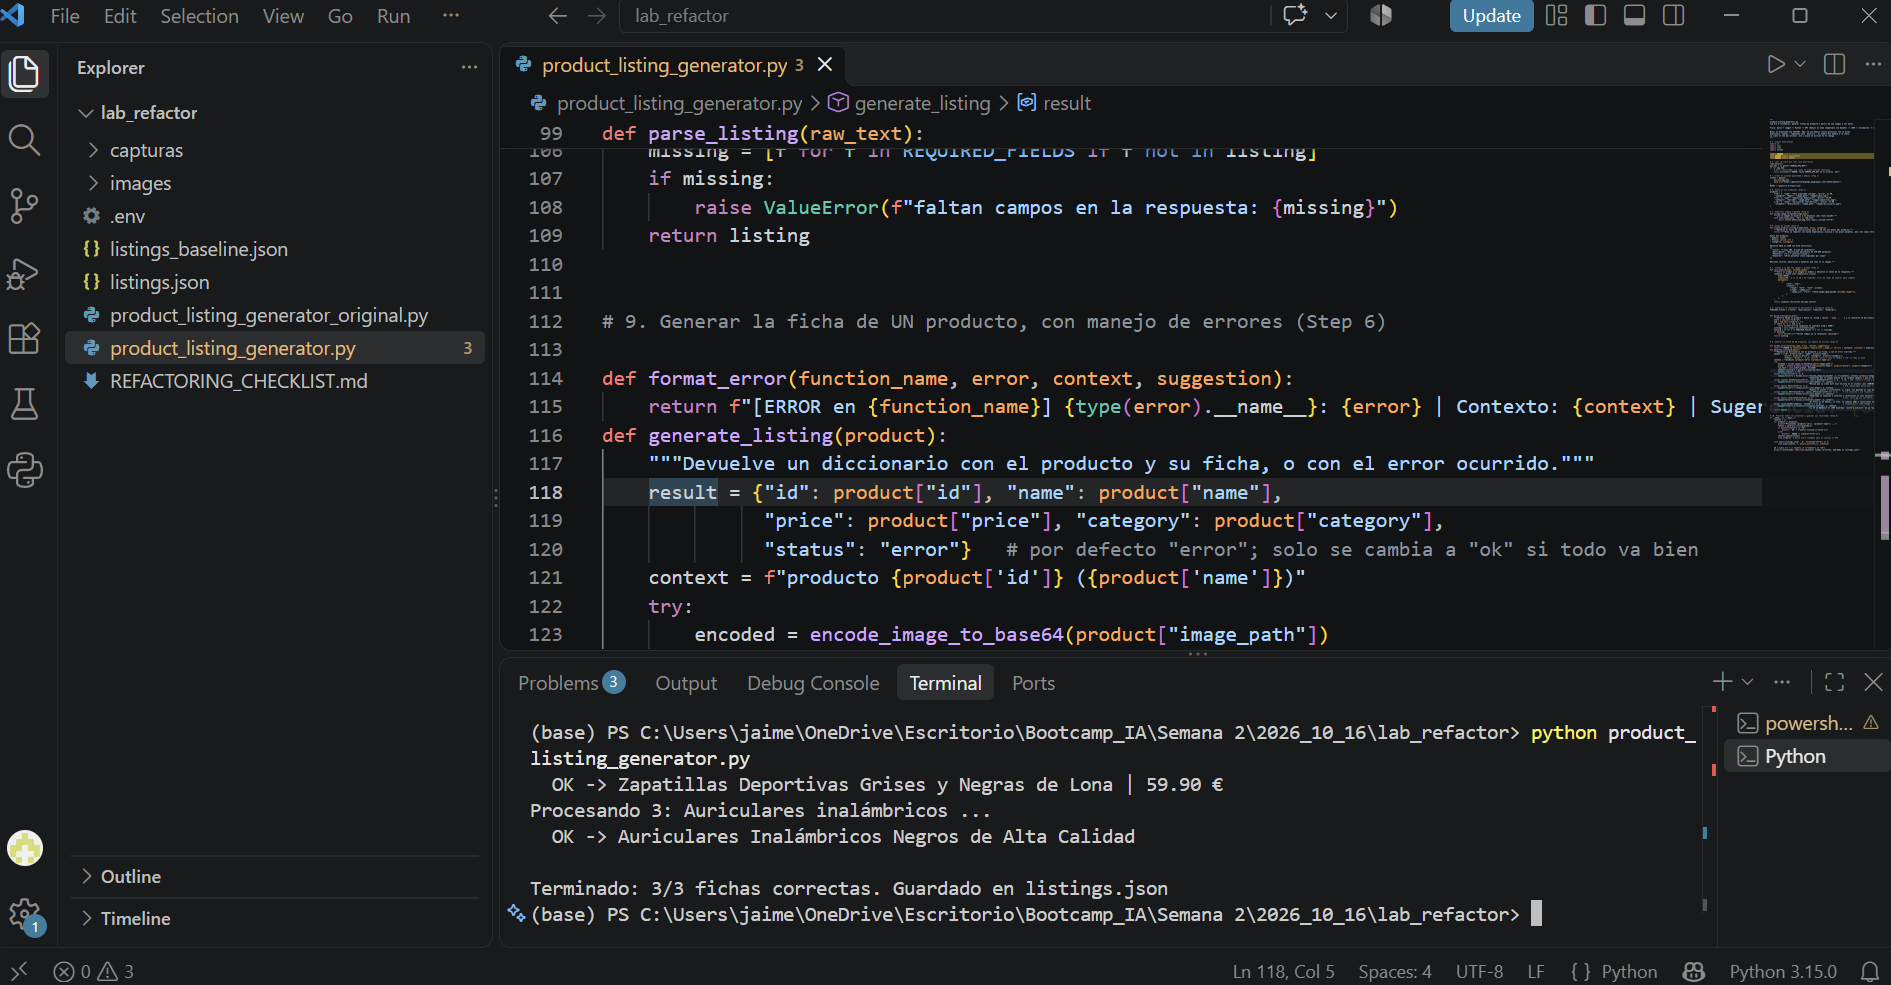 File Edit Selection View Go Run ···
lab_refactor
Update
Explorer
lab_refactor
capturas
images
.env
{} listings_baseline.json
{} listings.json
product_listing_generator_original.py
product_listing_generator.py 3
REFACTORING_CHECKLIST.md
Outline
Timeline
product_listing_generator.py 3
product_listing_generator.py > generate_listing > result
99 def parse_listing(raw_text):
106 missing = [f for f in REQUIRED_FIELDS if f not in listing]
107 if missing:
108 raise ValueError(f"faltan campos en la respuesta: {missing}")
109 return listing
110
111
112 # 9. Generar la ficha de UN producto, con manejo de errores (Step 6)
113
114 def format_error(function_name, error, context, suggestion):
115 return f"[ERROR en {function_name}] {type(error).__name__}: {error} | Contexto: {context} | Suger
116 def generate_listing(product):
117 """Devuelve un diccionario con el producto y su ficha, o con el error ocurrido."""
118 result = {"id": product["id"], "name": product["name"],
119 "price": product["price"], "category": product["category"],
120 "status": "error"} # por defecto "error"; solo se cambia a "ok" si todo va bien
121 context = f"producto {product['id']} ({product['name']})"
122 try:
123 encoded = encode_image_to_base64(product["image_path"])
Problems 3 Output Debug Console Terminal Ports
(base) PS C:\Users\jaime\OneDrive\Escritorio\Bootcamp_IA\Semana 2\2026_10_16\lab_refactor> python product_
listing_generator.py
OK -> Zapatillas Deportivas Grises y Negras de Lona | 59.90 €
Procesando 3: Auriculares inalámbricos ...
OK -> Auriculares Inalámbricos Negros de Alta Calidad
Terminado: 3/3 fichas correctas. Guardado en listings.json
(base) PS C:\Users\jaime\OneDrive\Escritorio\Bootcamp_IA\Semana 2\2026_10_16\lab_refactor>
powersh...
Python
1
0 3
Ln 118, Col 5 Spaces: 4 UTF-8 LF {} Python Python 3.15.0